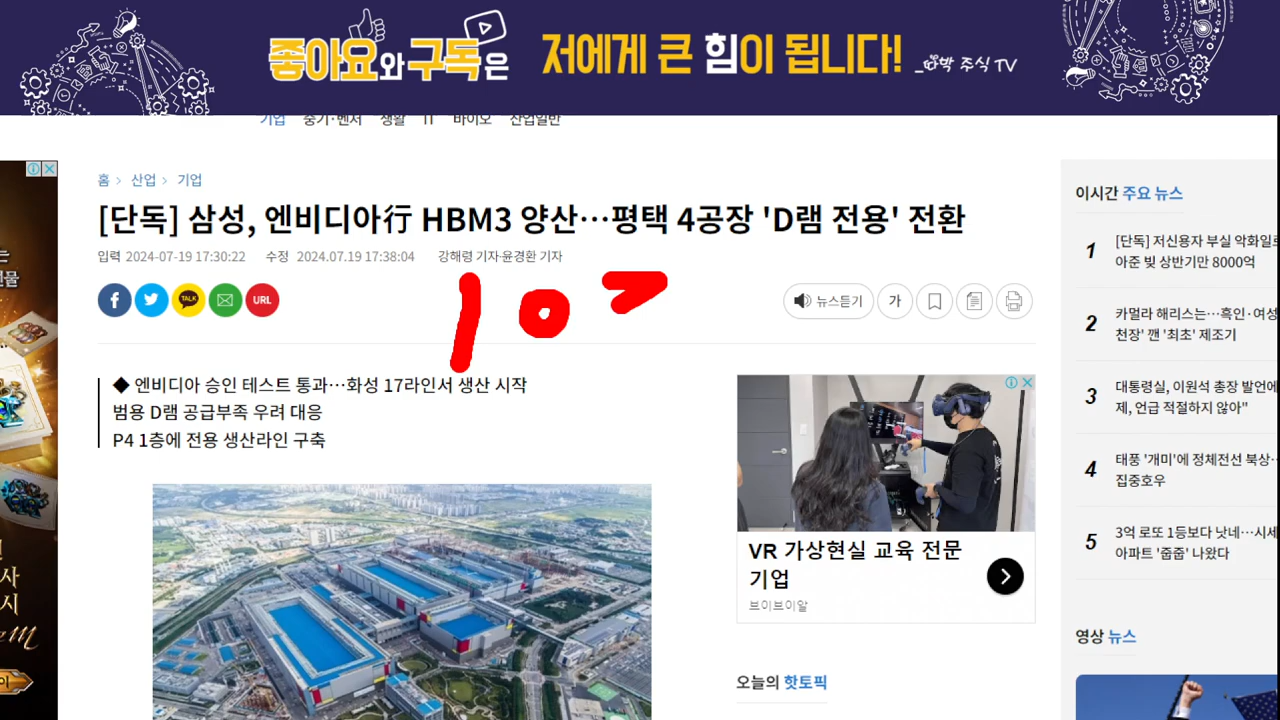 좋아요와 구독은 저에게 큰 힘이 됩니다!
박 주식 TV
기업 중기·벤처 생활 IT 바이오 산업일반
홈 > 산업 > 기업
[단독] 삼성, 엔비디아行 HBM3 양산…평택 4공장 'D램 전용' 전환
입력 2024-07-19 17:30:22 수정 2024.07.19 17:38:04 강해령 기자·윤경환 기자
TALK
URL
뉴스듣기
가
10
◆ 엔비디아 승인 테스트 통과…화성 17라인서 생산 시작
범용 D램 공급부족 우려 대응
P4 1층에 전용 생산라인 구축
VR 가상현실 교육 전문
기업
브이브이알
오늘의 핫토픽
이시간 주요 뉴스
1 [단독] 저신용자 부실 악화일로
아준 빚 상반기만 8000억
2 카멀라 해리스는…흑인·여성
천장' 깬 '최초' 제조기
3 대통령실, 이원석 총장 발언에
제, 언급 적절하지 않아"
4 태풍 '개미'에 정체전선 북상…
집중호우
5 3억 로또 1등보다 낫네…시세
아파트 '줍줍' 나왔다
영상 뉴스